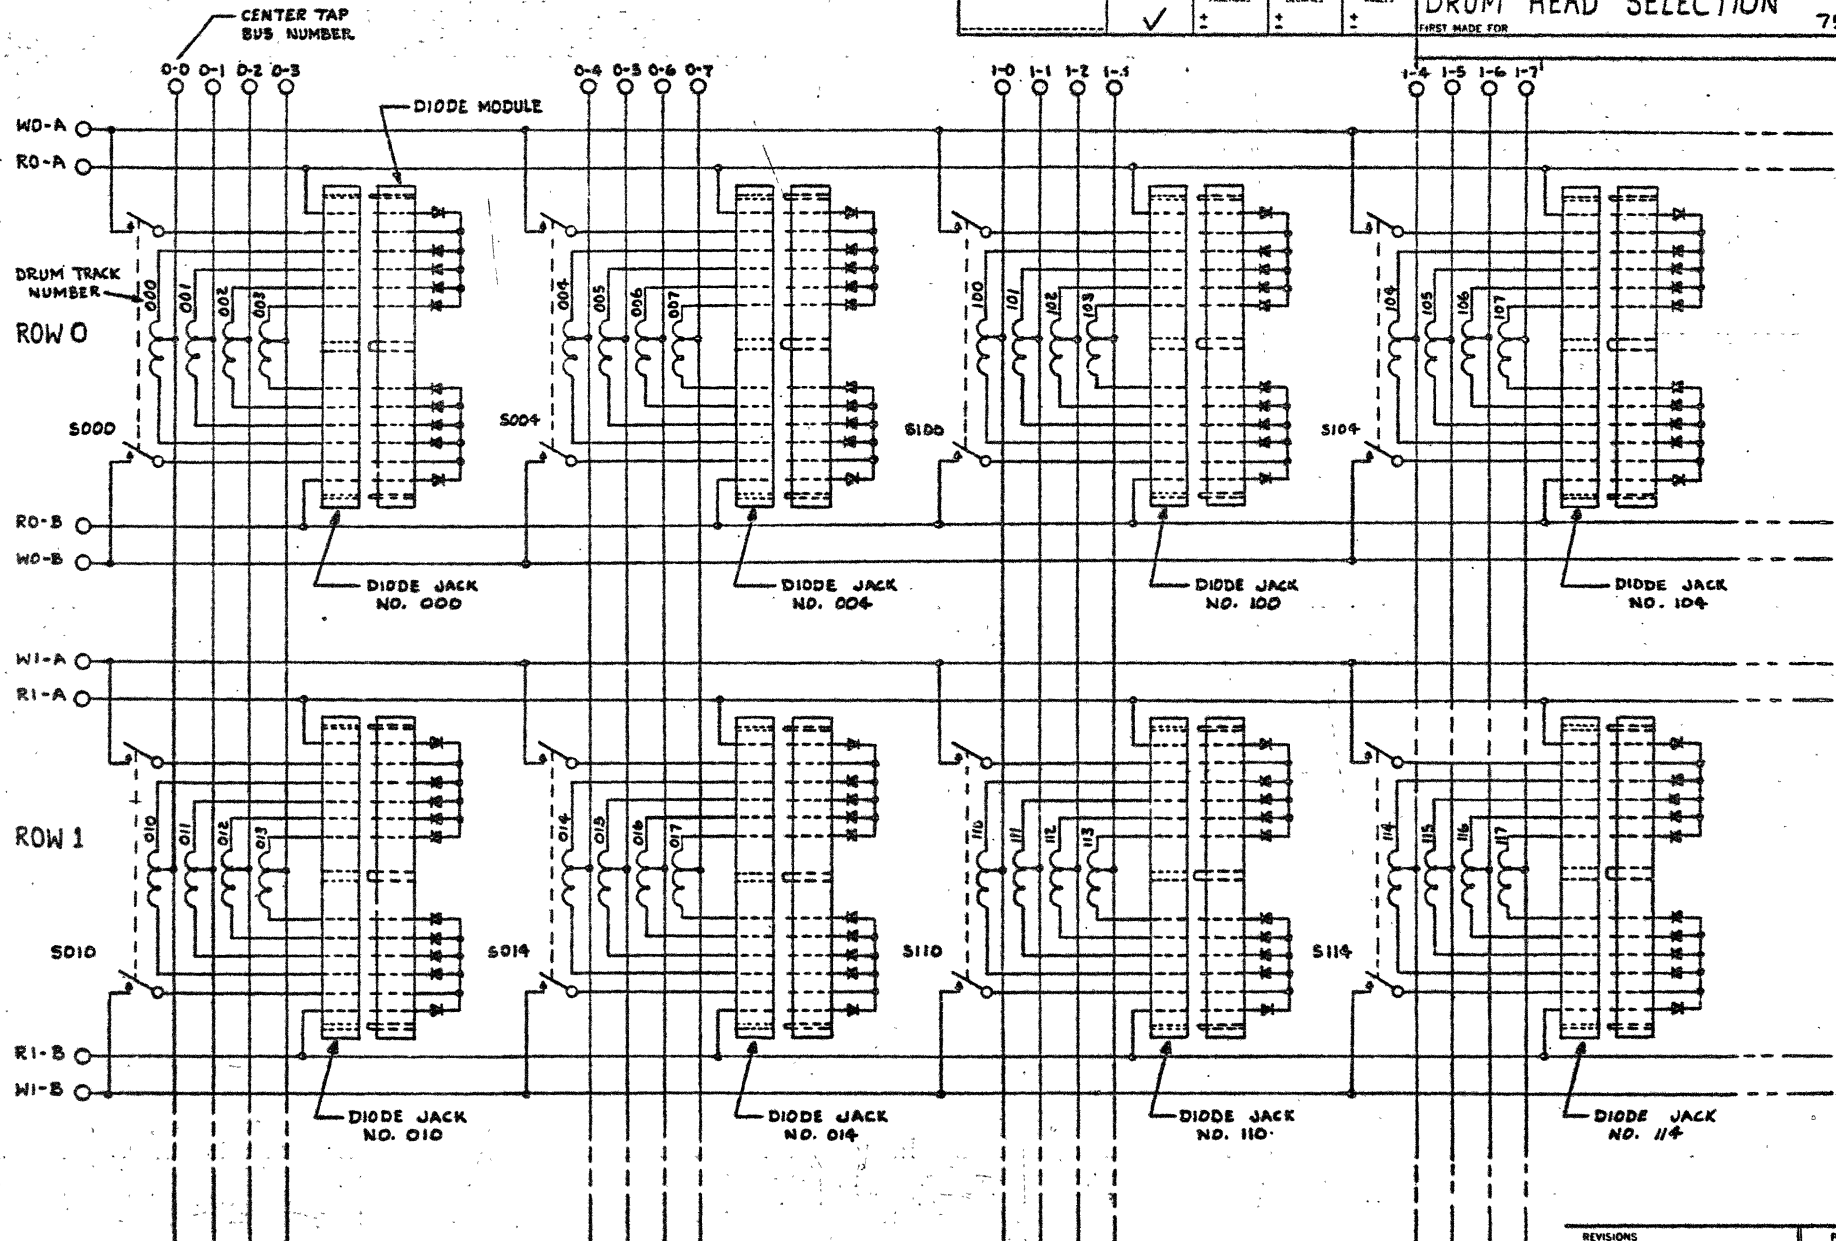 CENTER TAP
BUS NUMBER
DRUM HEAD SELECTION
FIRST MADE FOR
0-0 0-1 0-2 0-3
0-4 0-5 0-6 0-7
1-0 1-1 1-2 1-3
1-4 1-5 1-6 1-7
DIODE MODULE
W0-A
R0-A
DRUM TRACK
NUMBER
ROW 0
000 001 002 003
004 005 006 007
100 101 102 103
104 105 106 107
S000
S004
S100
S104
R0-B
W0-B
DIODE JACK
NO. 000
DIODE JACK
NO. 004
DIODE JACK
NO. 100
DIODE JACK
NO. 104
W1-A
R1-A
ROW 1
010 011 012 013
014 015 016 017
110 111 112 113
114 115 116 117
S010
S014
S110
S114
R1-B
W1-B
DIODE JACK
NO. 010
DIODE JACK
NO. 014
DIODE JACK
NO. 110
DIODE JACK
NO. 114
REVISIONS